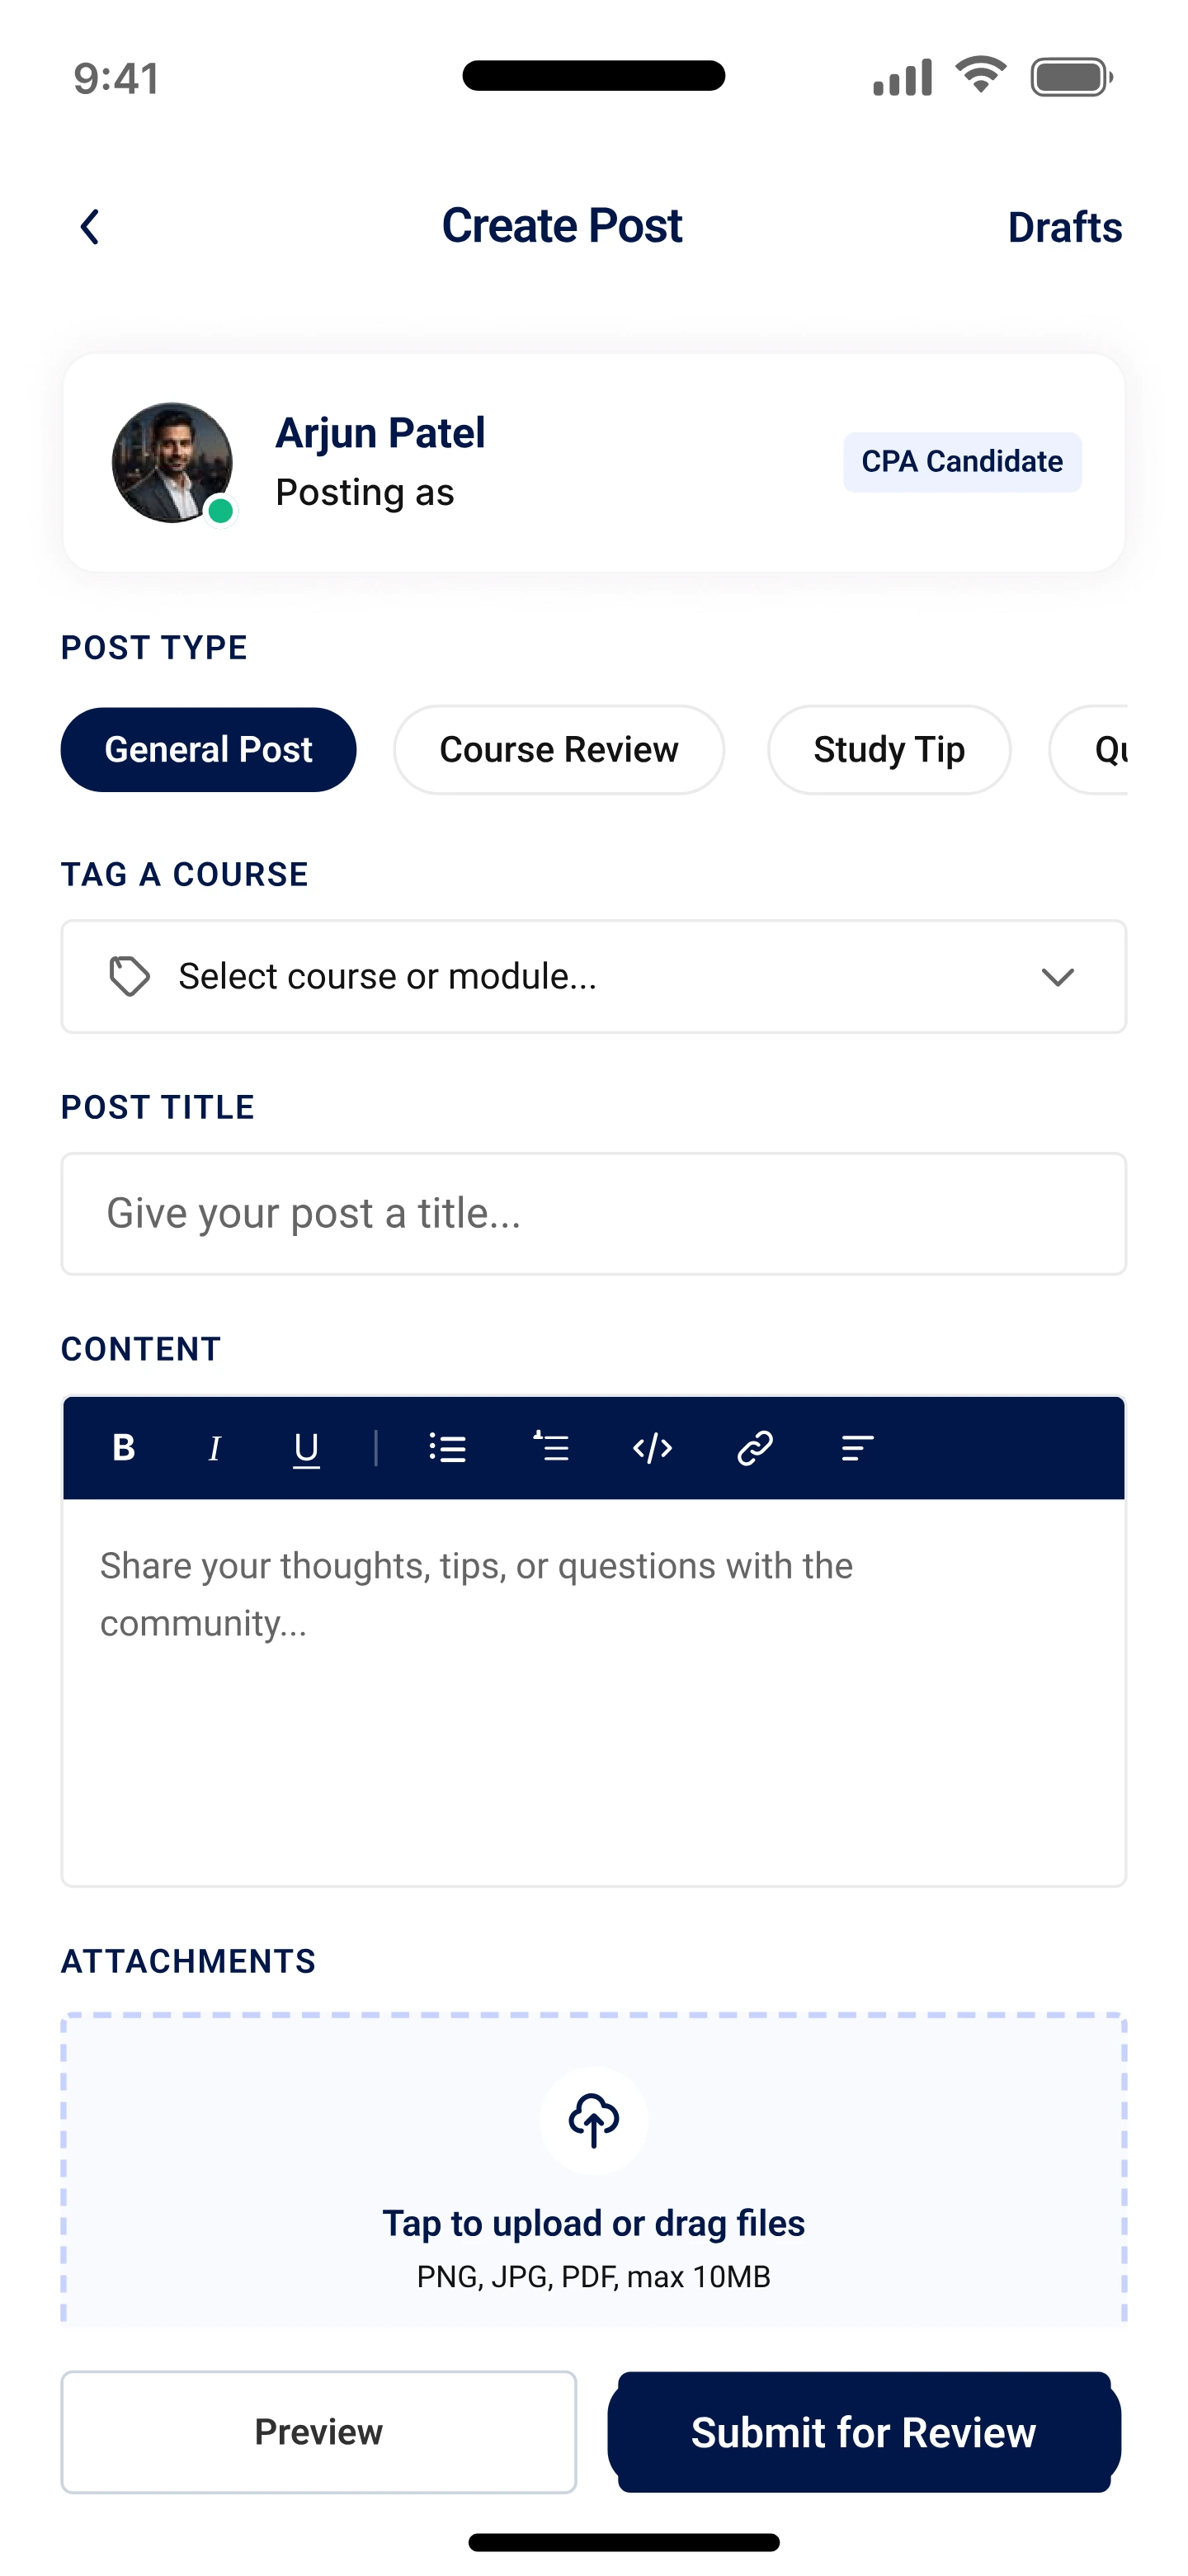 9:41
Create Post
Drafts
Arjun Patel
Posting as
CPA Candidate
POST TYPE
General Post
Course Review
Study Tip
TAG A COURSE
Select course or module...
POST TITLE
Give your post a title...
CONTENT
B I U
Share your thoughts, tips, or questions with the
community...
ATTACHMENTS
Tap to upload or drag files
PNG, JPG, PDF, max 10MB
Preview
Submit for Review